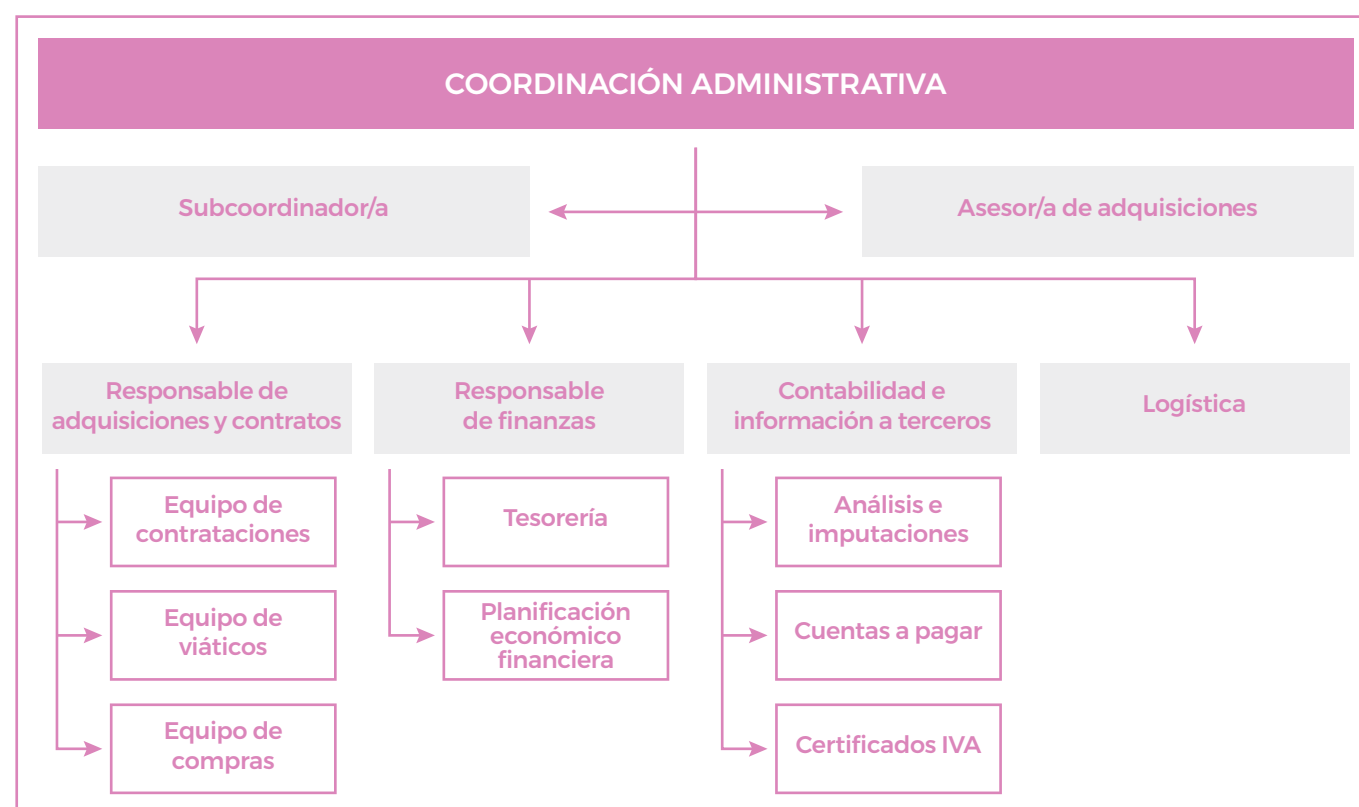 COORDINACIÓN ADMINISTRATIVA
Subcoordinador/a
Asesor/a de adquisiciones
Responsable de
adquisiciones y contratos
Responsable
de finanzas
Contabilidad e
información a terceros
Logística
Equipo de
contrataciones
Equipo de
viáticos
Equipo de
compras
Tesorería
Planificación
económico
financiera
Análisis e
imputaciones
Cuentas a pagar
Certificados IVA